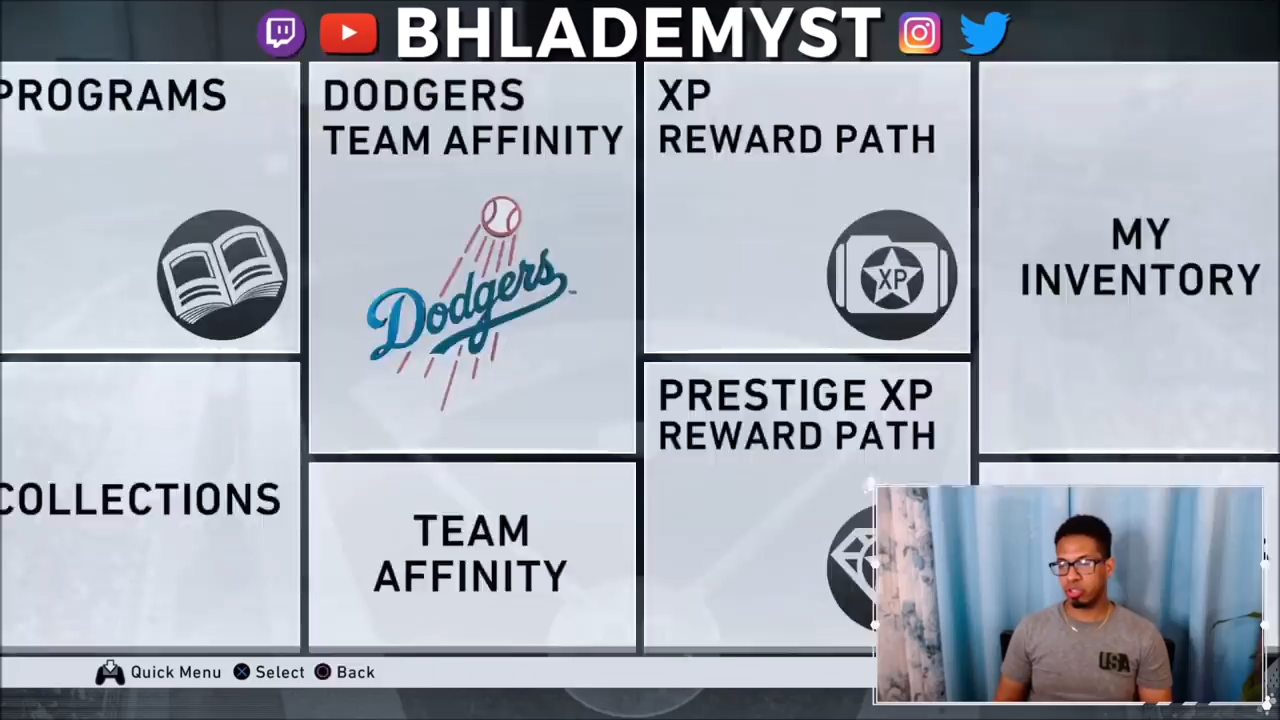 BHLADEMYST
PROGRAMS
DODGERS
TEAM AFFINITY
Dodgers
XP
REWARD PATH
XP
MY
INVENTORY
COLLECTIONS
TEAM
AFFINITY
PRESTIGE XP
REWARD PATH
USA
Quick Menu
Select
Back